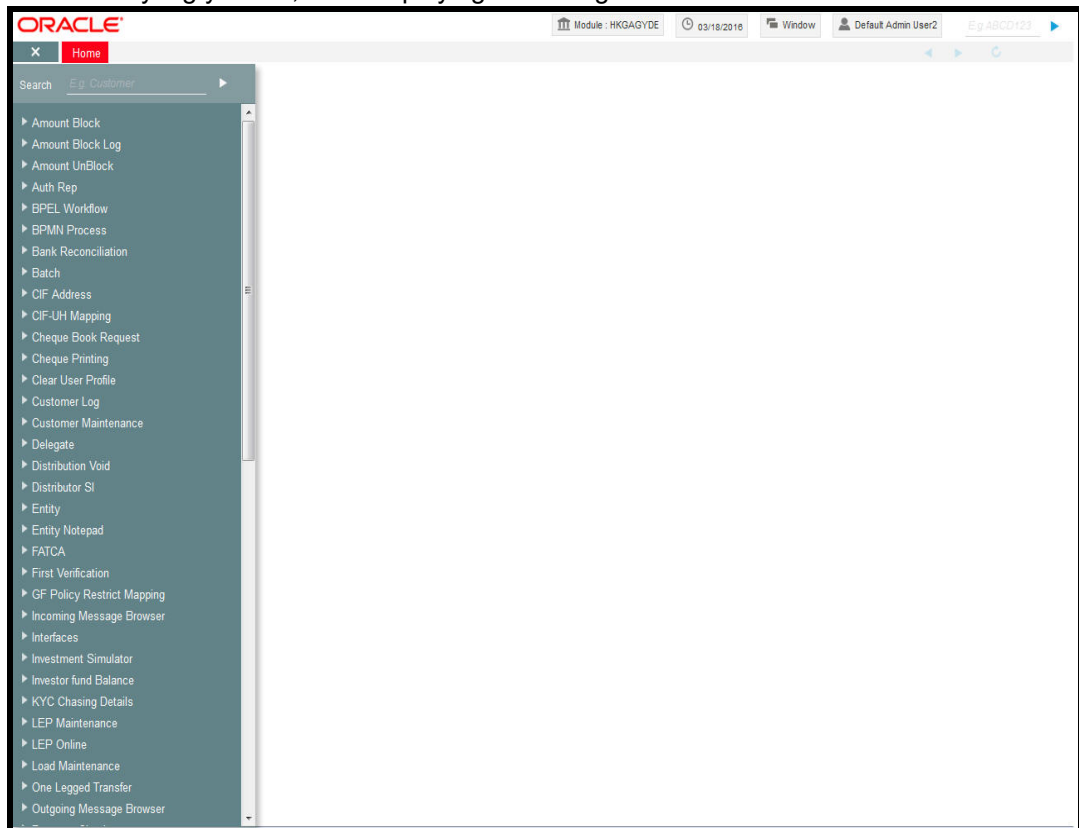 ORACLE
Module : HKGAGYDE 03/18/2016 Window Default Admin User2 E.g.ABCD123
Home
Search E.g. Customer
Amount Block
Amount Block Log
Amount UnBlock
Auth Rep
BPEL Workflow
BPMN Process
Bank Reconciliation
Batch
CIF Address
CIF-UH Mapping
Cheque Book Request
Cheque Printing
Clear User Profile
Customer Log
Customer Maintenance
Delegate
Distribution Void
Distributor SI
Entity
Entity Notepad
FATCA
First Verification
GF Policy Restrict Mapping
Incoming Message Browser
Interfaces
Investment Simulator
Investor fund Balance
KYC Chasing Details
LEP Maintenance
LEP Online
Load Maintenance
One Legged Transfer
Outgoing Message Browser